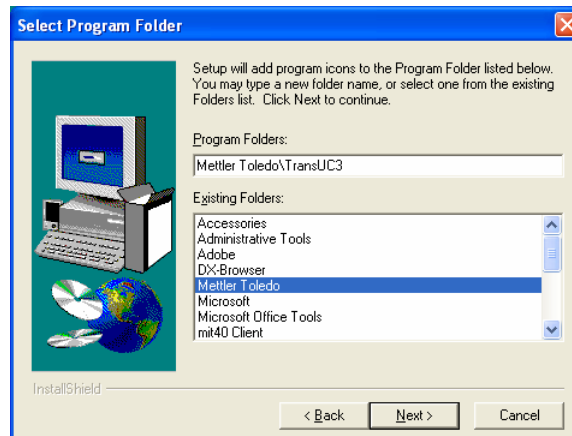 Select Program Folder
Setup will add program icons to the Program Folder listed below.
You may type a new folder name, or select one from the existing
Folders list. Click Next to continue.
Program Folders:
Mettler Toledo\TransUC3
Existing Folders:
Accessories
Administrative Tools
Adobe
DX-Browser
Mettler Toledo
Microsoft
Microsoft Office Tools
mit40 Client
InstallShield
< Back
Next >
Cancel